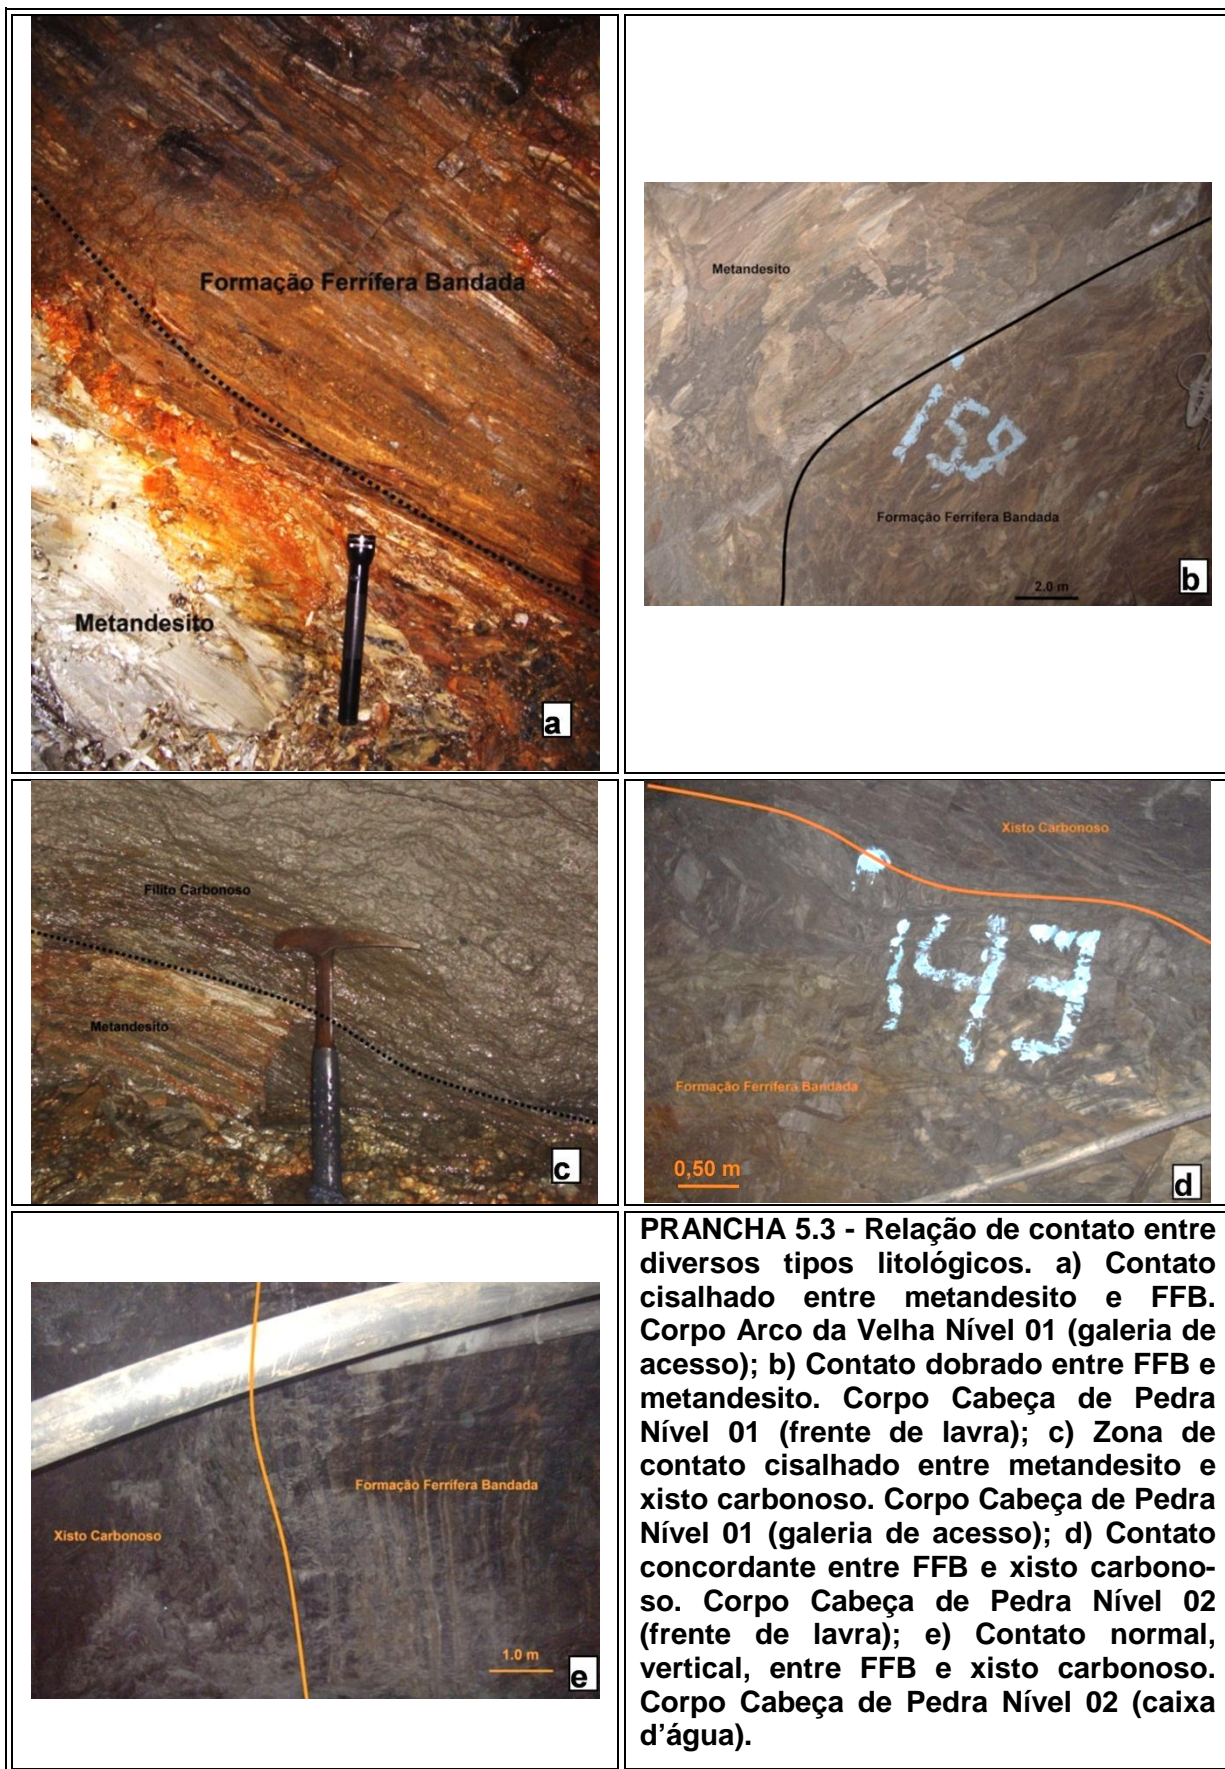 Formação Ferrífera Bandada
Metandesito
a
Metandesito
159
Formação Ferrífera Bandada
2.0 m
b
Filito Carbonoso
Metandesito
c
Xisto Carbonoso
143
Formação Ferrífera Bandada
0,50 m
d
Formação Ferrífera Bandada
Xisto Carbonoso
1.0 m
e
PRANCHA 5.3 - Relação de contato entre
diversos tipos litológicos. a) Contato
cisalhado entre metandesito e FFB.
Corpo Arco da Velha Nível 01 (galeria de
acesso); b) Contato dobrado entre FFB e
metandesito. Corpo Cabeça de Pedra
Nível 01 (frente de lavra); c) Zona de
contato cisalhado entre metandesito e
xisto carbonoso. Corpo Cabeça de Pedra
Nível 01 (galeria de acesso); d) Contato
concordante entre FFB e xisto carbono-
so. Corpo Cabeça de Pedra Nível 02
(frente de lavra); e) Contato normal,
vertical, entre FFB e xisto carbonoso.
Corpo Cabeça de Pedra Nível 02 (caixa
d’água).